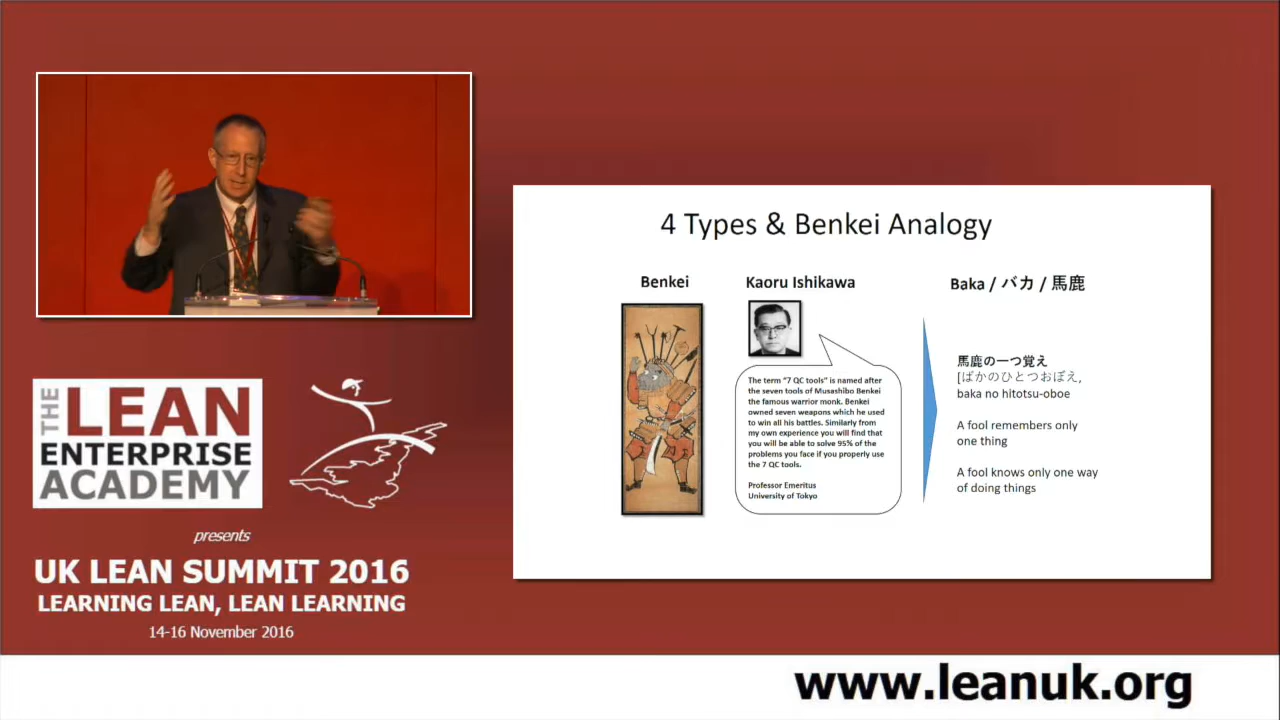 4 Types & Benkei Analogy
Benkei
Kaoru Ishikawa
The term "7 QC tools" is named after
the seven tools of Musashibo Benkei
the famous warrior monk. Benkei
owned seven weapons which he used
to win all his battles. Similarly from
my own experience you will find that
you will be able to solve 95% of the
problems you face if you properly use
the 7 QC tools.
Professor Emeritus
University of Tokyo
Baka / バカ / 馬鹿
馬鹿の一つ覚え
[ばかのひとつおぼえ,
baka no hitotsu-oboe
A fool remembers only
one thing
A fool knows only one way
of doing things
THE
LEAN
ENTERPRISE
ACADEMY
presents
UK LEAN SUMMIT 2016
LEARNING LEAN, LEAN LEARNING
14-16 November 2016
www.leanuk.org